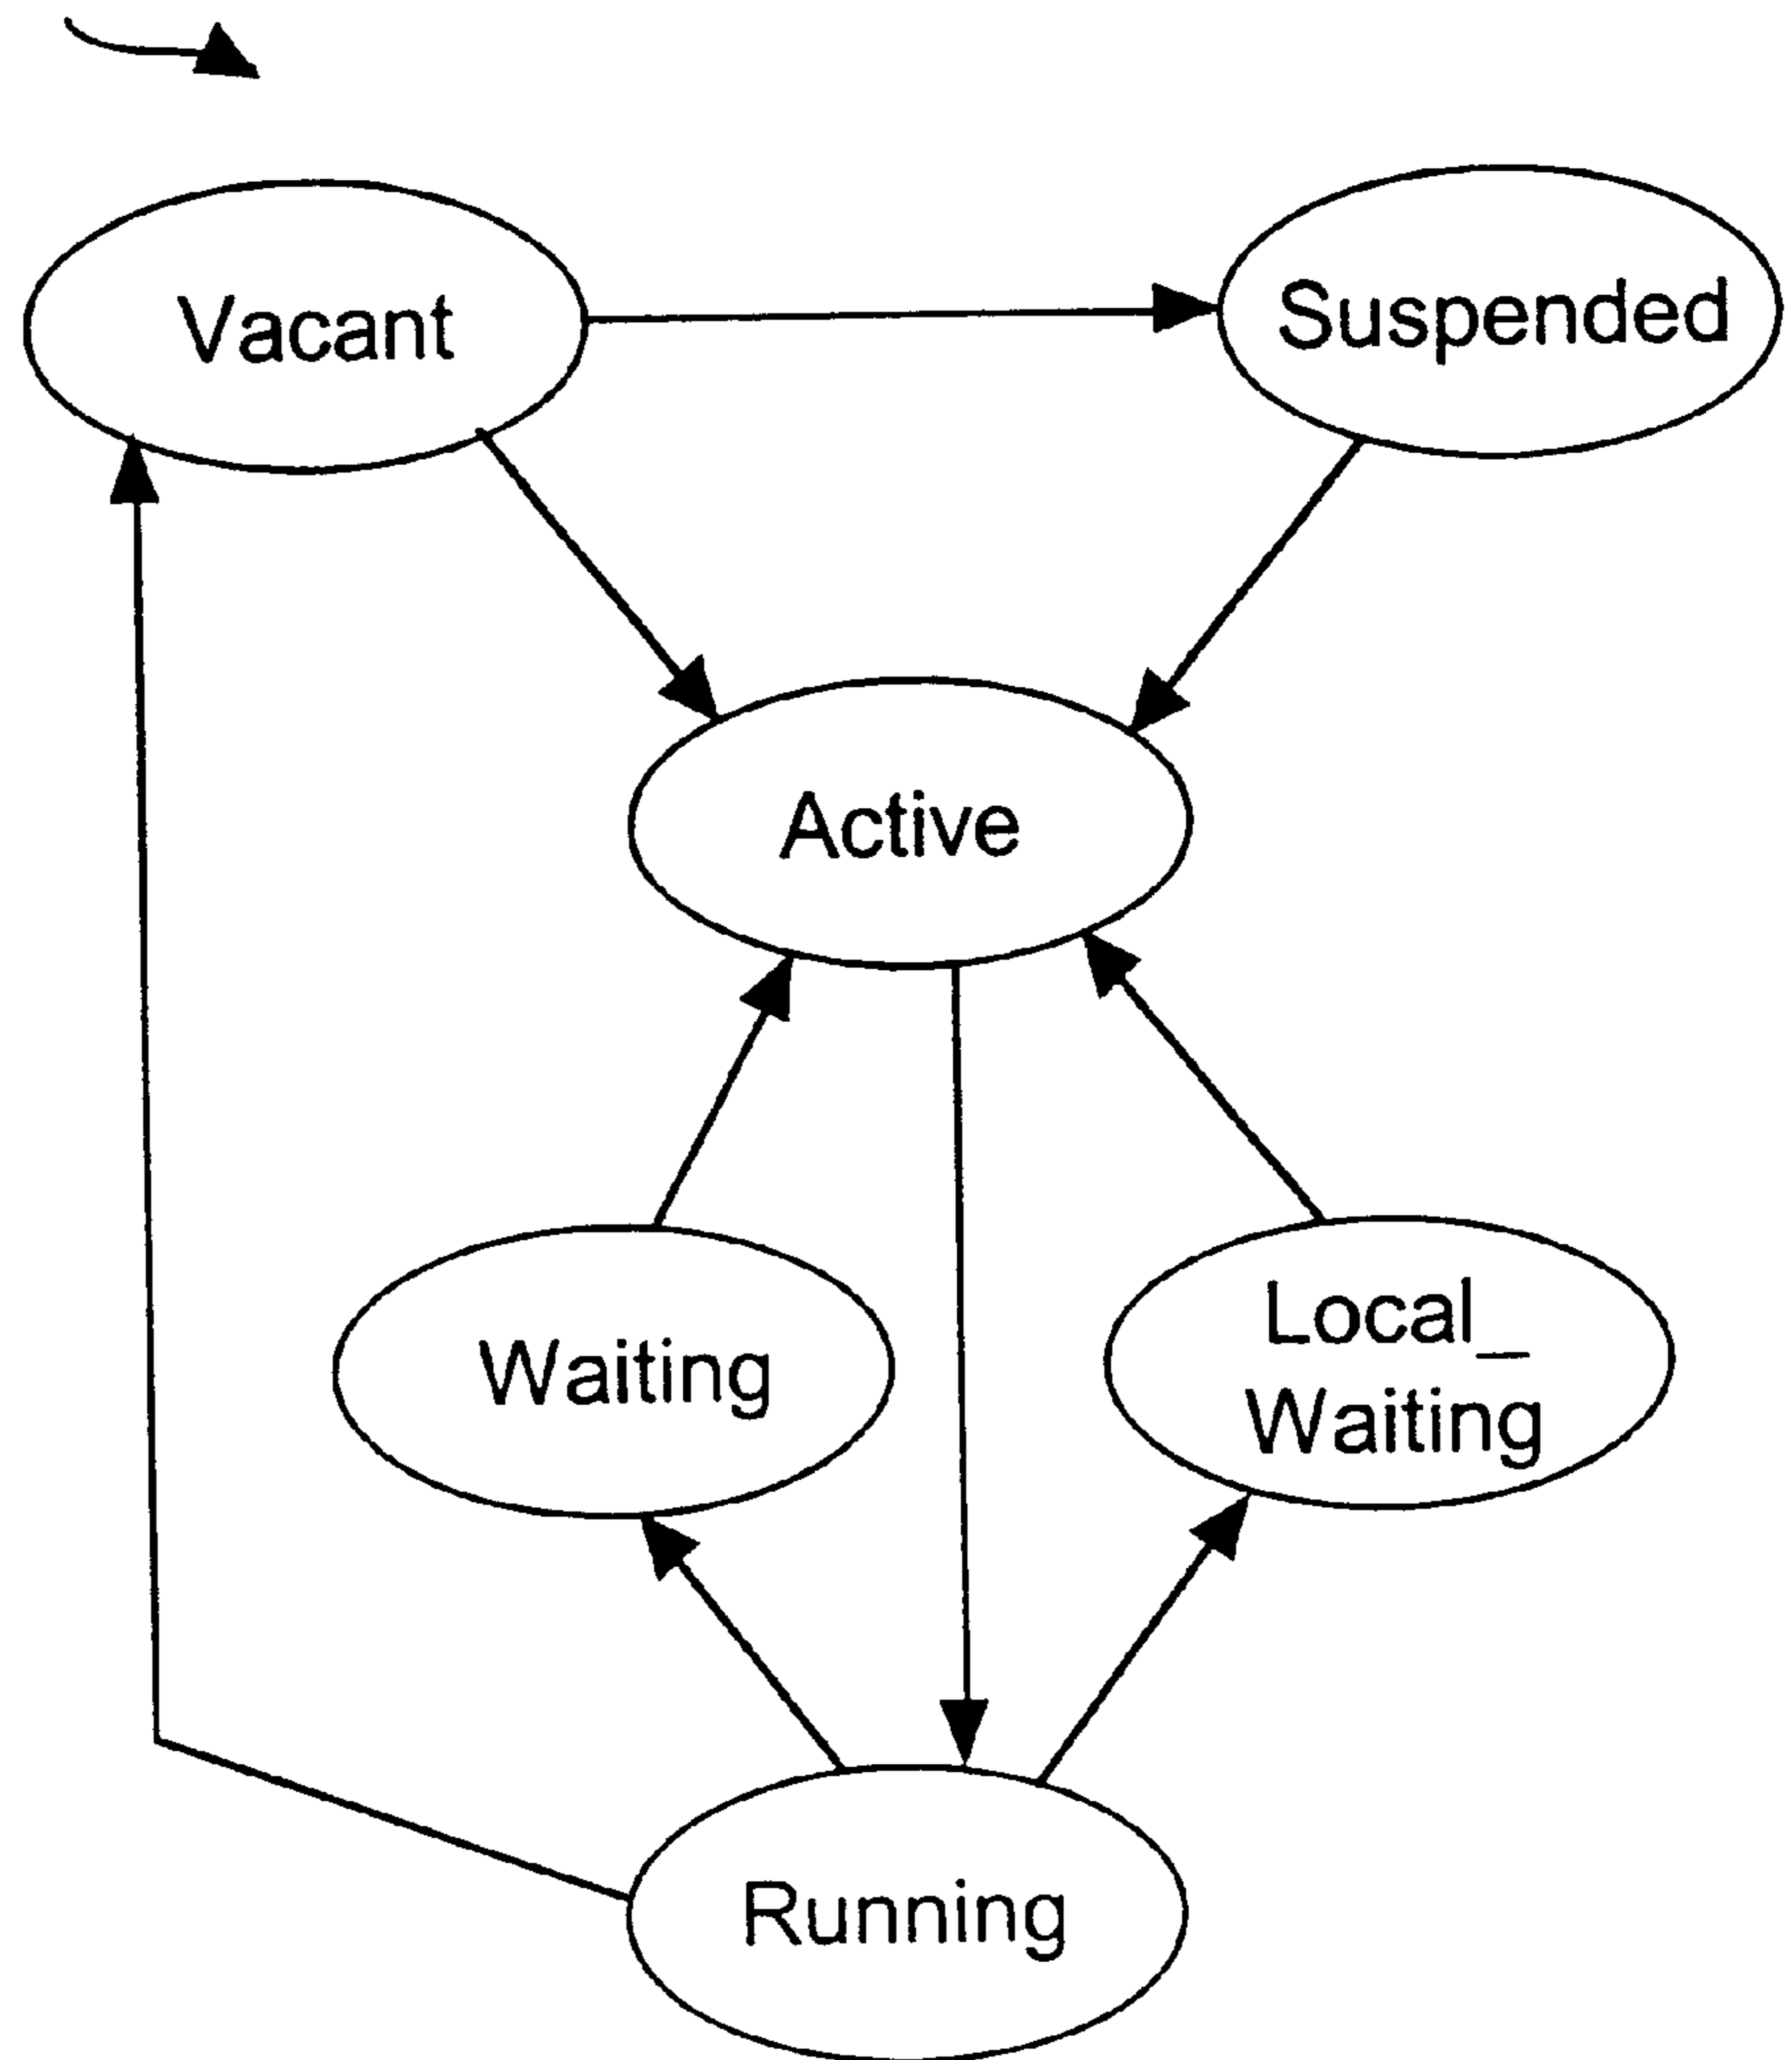 Vacant
Suspended
Active
Waiting
Local_
Waiting
Running